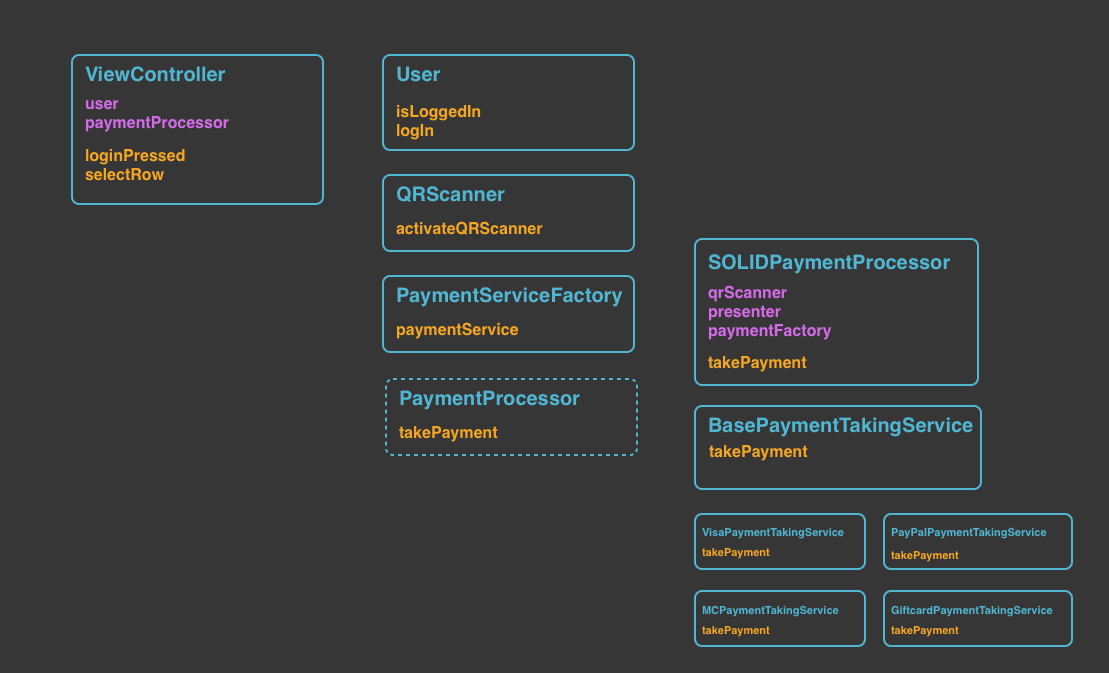 ViewController
user
paymentProcessor
loginPressed
selectRow
User
isLoggedIn
logIn
QRScanner
activateQRScanner
PaymentServiceFactory
paymentService
PaymentProcessor
takePayment
SOLIDPaymentProcessor
qrScanner
presenter
paymentFactory
takePayment
BasePaymentTakingService
takePayment
VisaPaymentTakingService
takePayment
PayPalPaymentTakingService
takePayment
MCPaymentTakingService
takePayment
GiftcardPaymentTakingService
takePayment